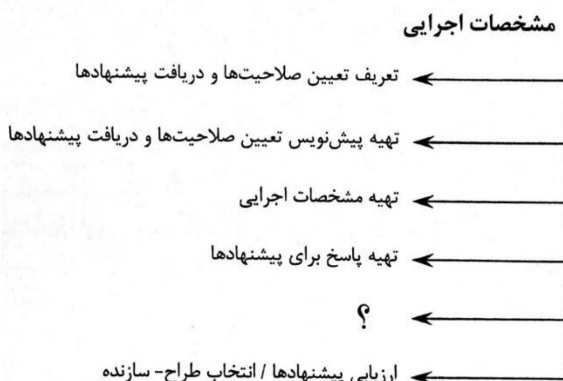 مشخصات اجرایی
تعریف تعیین صلاحیت‌ها و دریافت پیشنهادها
تهیه پیش‌نویس تعیین صلاحیت‌ها و دریافت پیشنهادها
تهیه مشخصات اجرایی
تهیه پاسخ برای پیشنهادها
؟
ارزیابی پیشنهادها / انتخاب طراح- سازنده